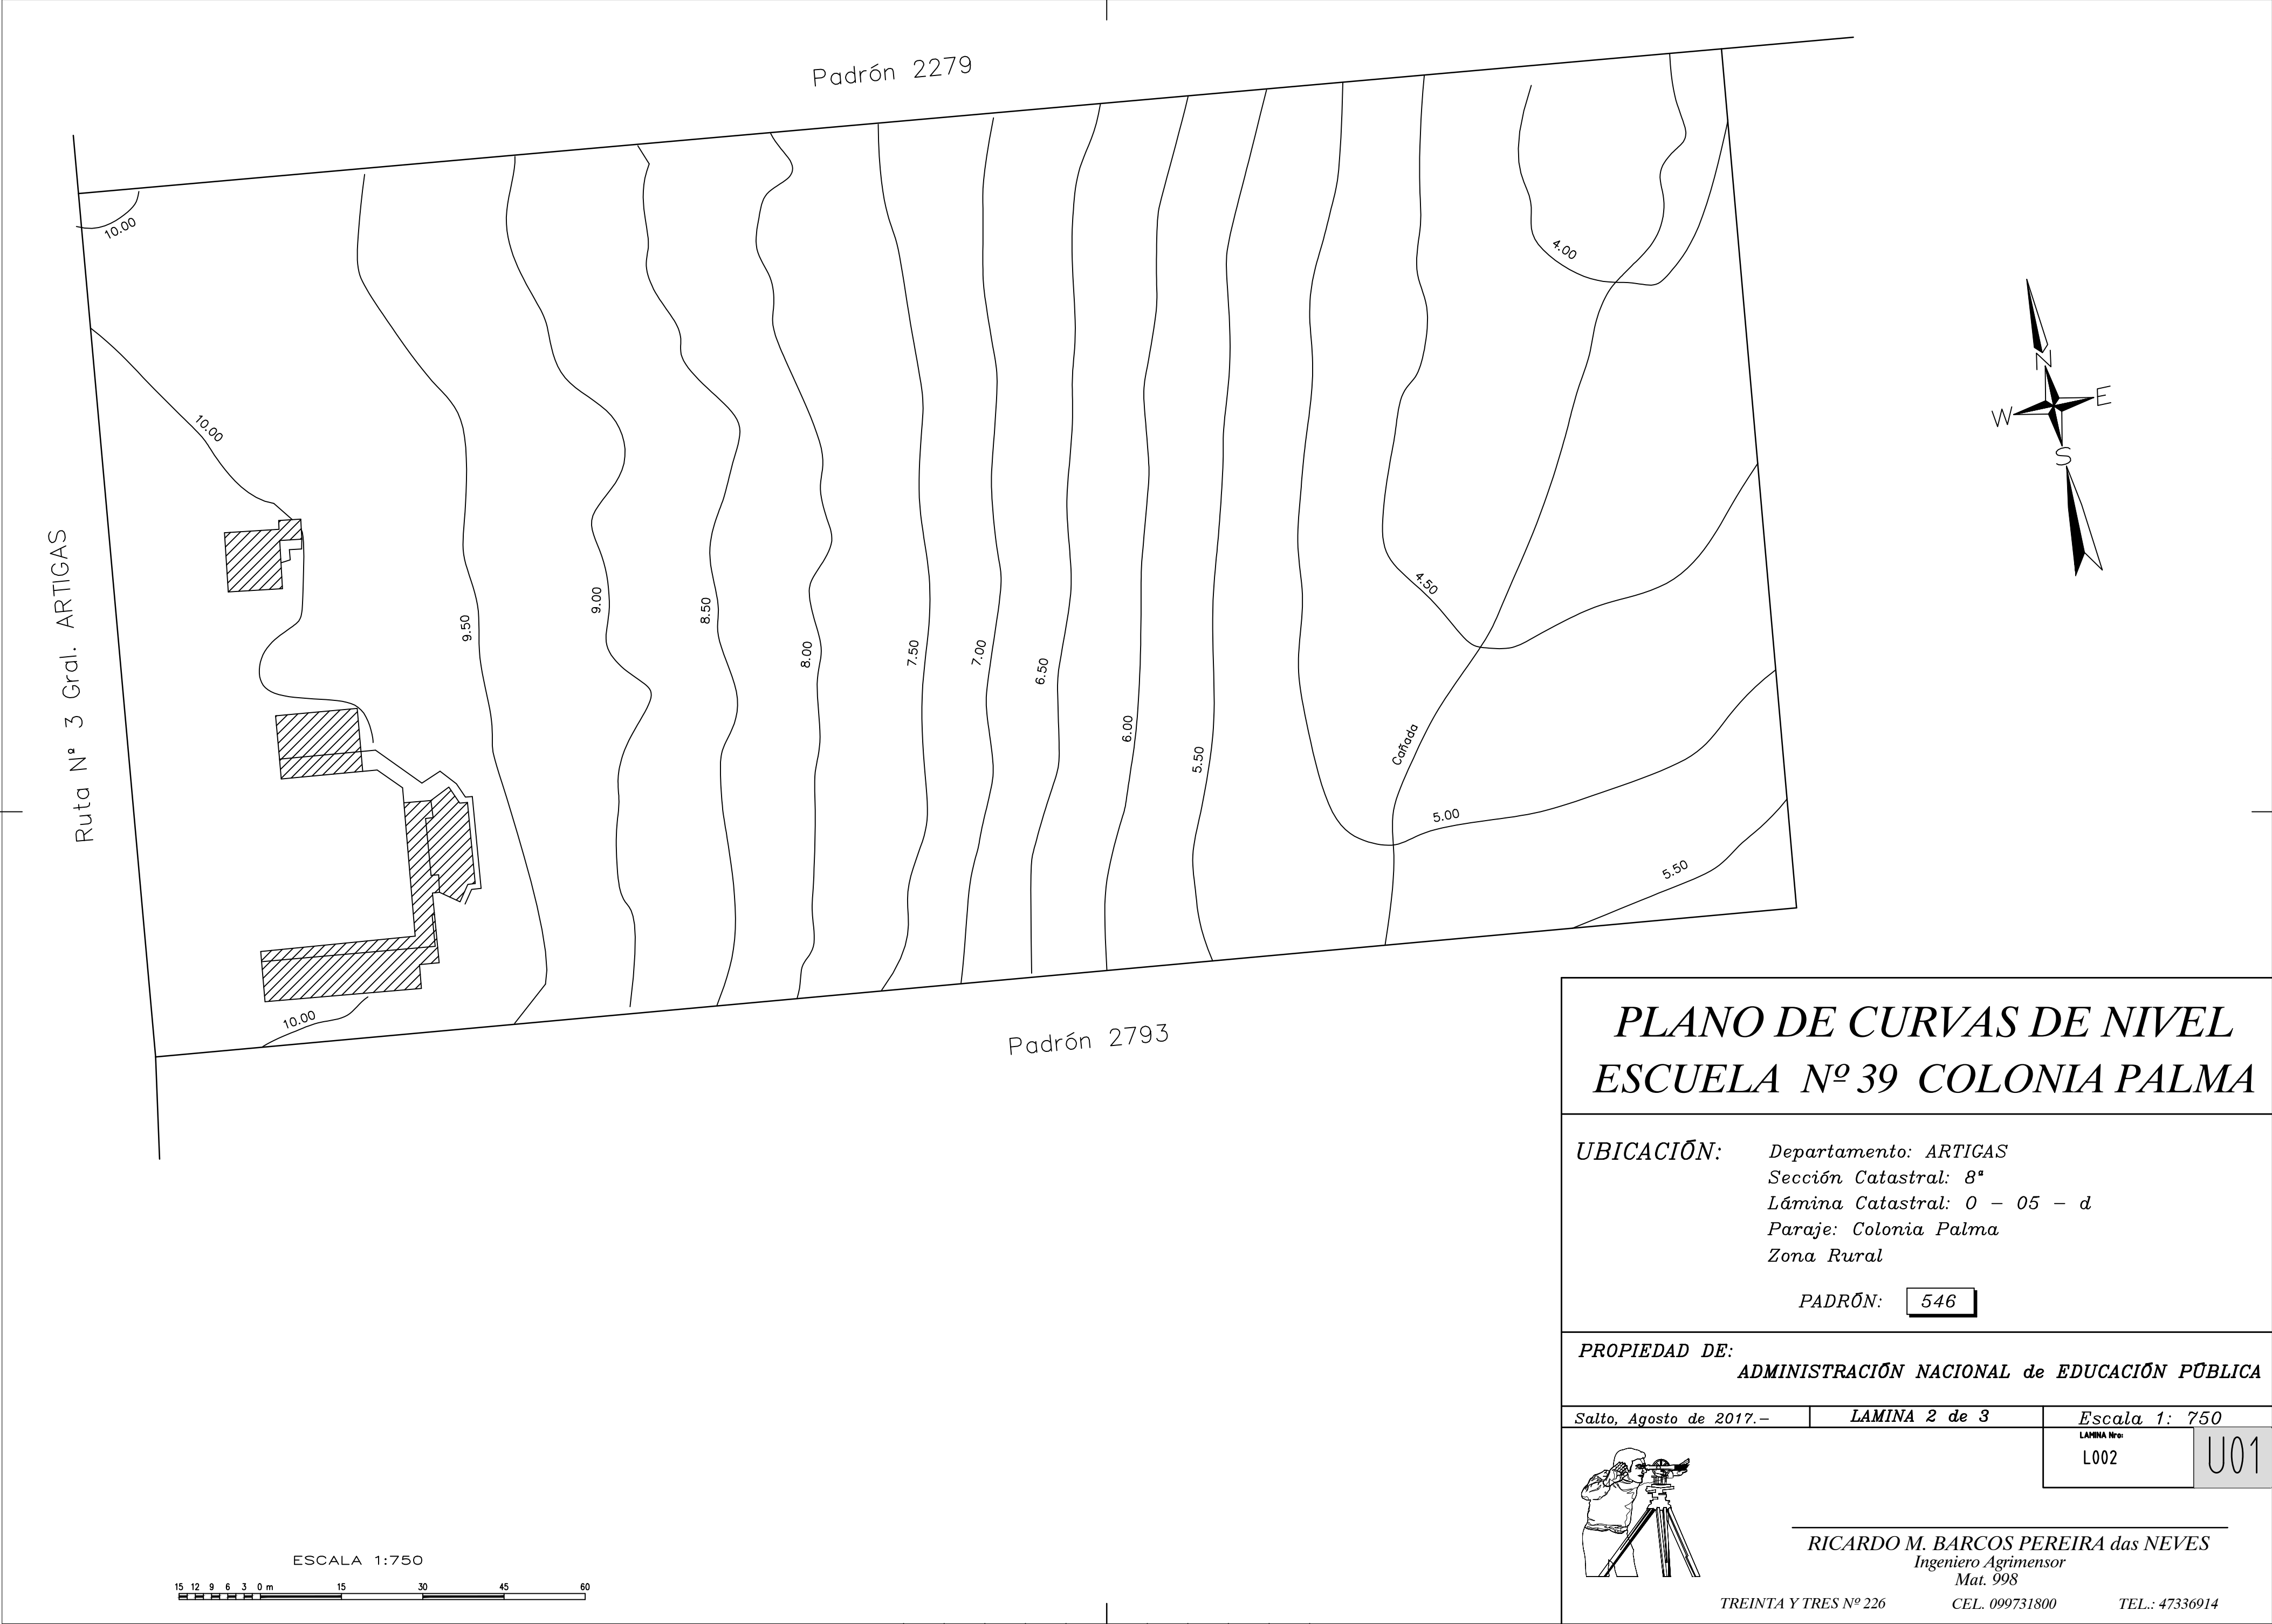 Padrón 2279
10.00
10.00
4.00
N
W
E
S
Ruta Nº 3 Gral. ARTIGAS
9.50
9.00
8.50
8.00
7.50
7.00
6.50
6.00
5.50
4.50
Cañada
5.00
5.50
10.00
Padrón 2793
PLANO DE CURVAS DE NIVEL
ESCUELA Nº 39 COLONIA PALMA
UBICACIÓN:
Departamento: ARTIGAS
Sección Catastral: 8ª
Lámina Catastral: O - 05 - d
Paraje: Colonia Palma
Zona Rural
PADRÓN: 546
PROPIEDAD DE:
ADMINISTRACIÓN NACIONAL de EDUCACIÓN PÚBLICA
Salto, Agosto de 2017.-
LAMINA 2 de 3
Escala 1: 750
LAMINA Nro:
L002
U01
RICARDO M. BARCOS PEREIRA das NEVES
Ingeniero Agrimensor
Mat. 998
TREINTA Y TRES Nº 226 CEL. 099731800 TEL.: 47336914
ESCALA 1:750
15 12 9 6 3 0 m 15 30 45 60